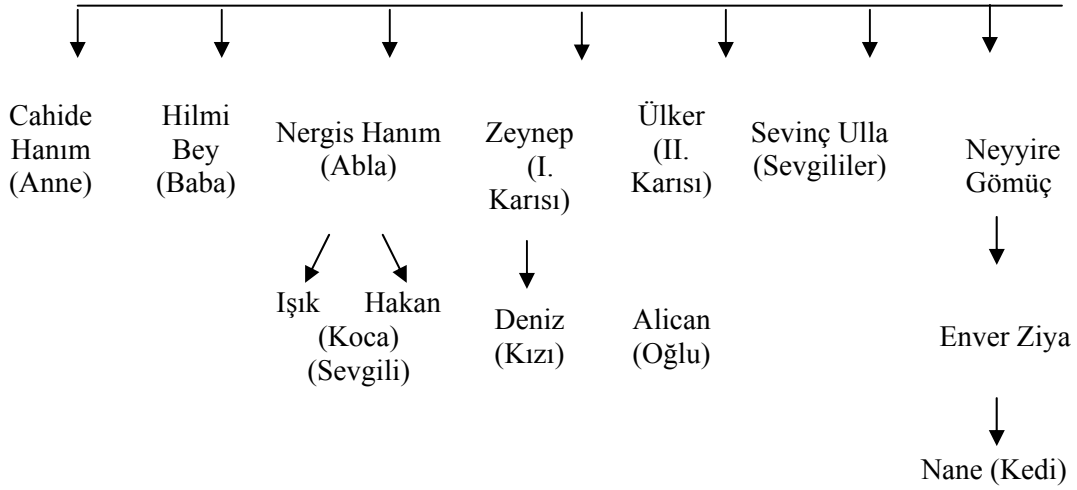 Cahide
Hanım
(Anne)
Hilmi
Bey
(Baba)
Nergis Hanım
(Abla)
Zeynep
(I.
Karısı)
Ülker
(II.
Karısı)
Sevinç Ulla
(Sevgililer)
Neyyire
Gömüç
Işık Hakan
(Koca)
(Sevgili)
Deniz
(Kızı)
Alican
(Oğlu)
Enver Ziya
Nane (Kedi)